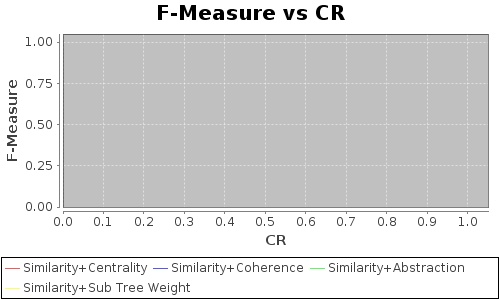 F-Measure vs CR
1.00
0.75
0.50
0.25
0.00
F-Measure
0.0 0.1 0.2 0.3 0.4 0.5 0.6 0.7 0.8 0.9 1.0
CR
Similarity+Centrality Similarity+Coherence Similarity+Abstraction
Similarity+Sub Tree Weight